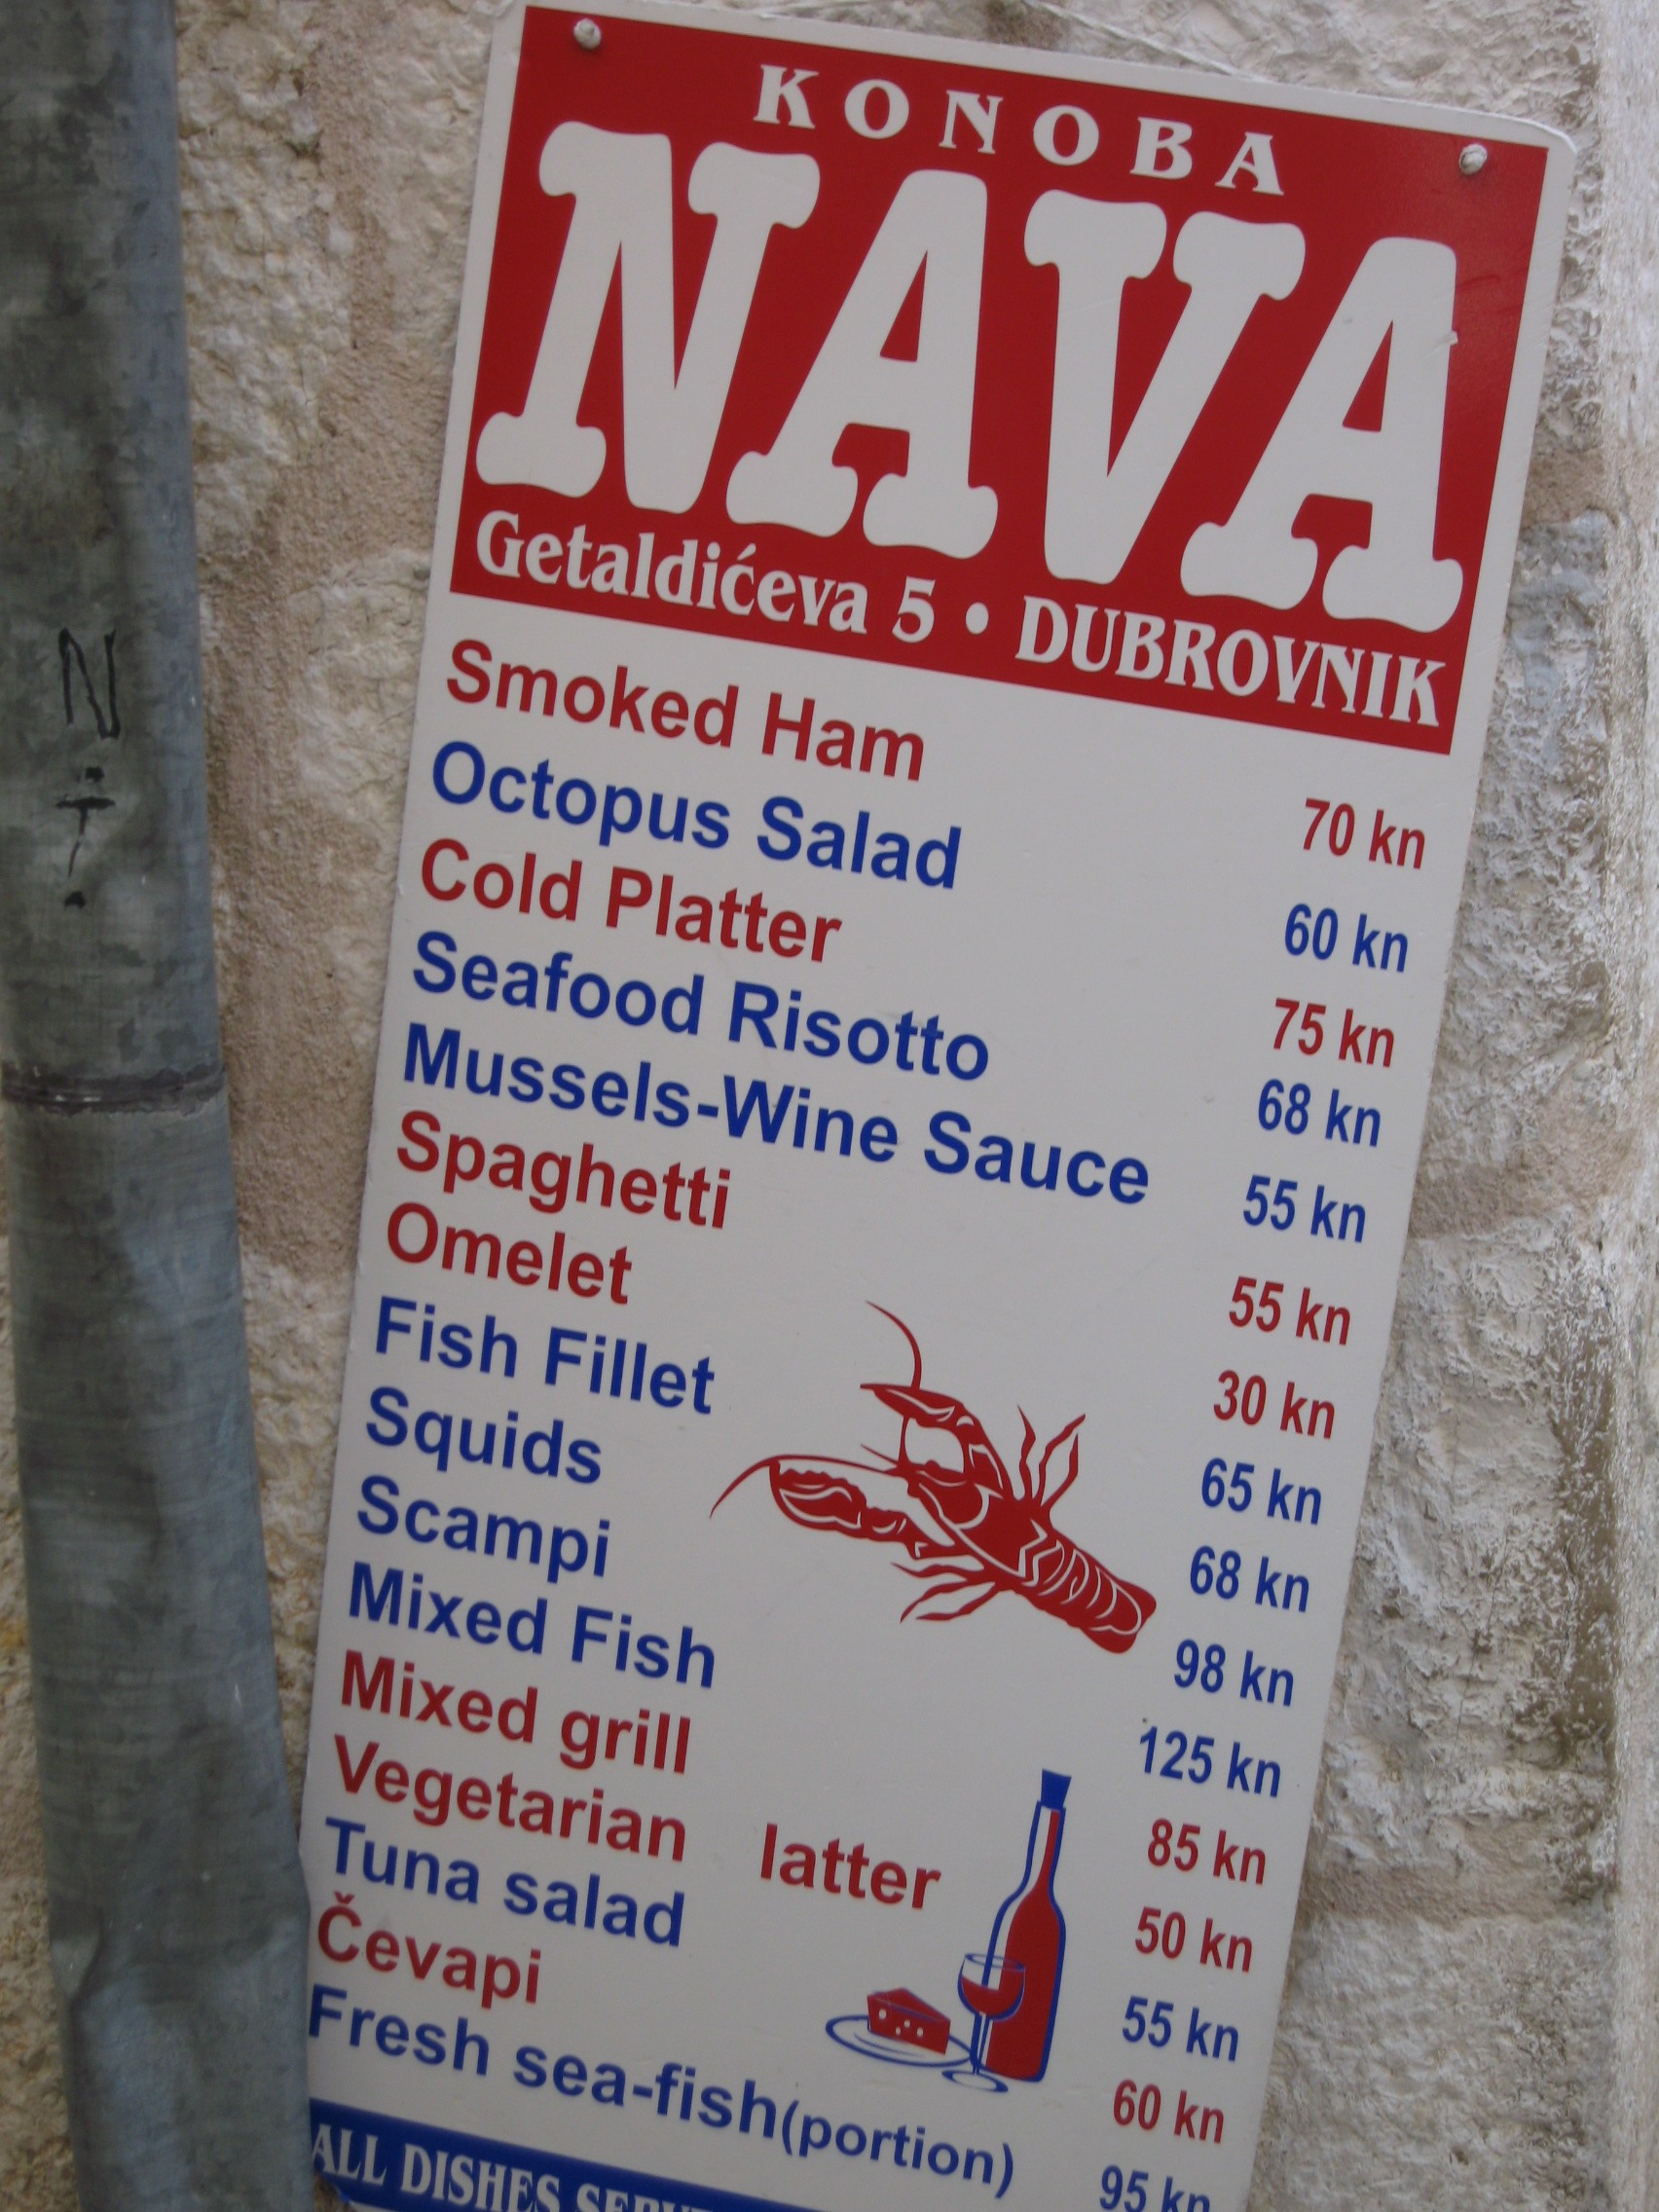 KONOBA
NAVA
Getaldićeva 5 • DUBROVNIK
Smoked Ham 70 kn
Octopus Salad 60 kn
Cold Platter 75 kn
Seafood Risotto 68 kn
Mussels-Wine Sauce 55 kn
Spaghetti 55 kn
Omelet 30 kn
Fish Fillet 65 kn
Squids 68 kn
Scampi 98 kn
Mixed Fish 125 kn
Mixed grill 85 kn
Vegetarian latter 50 kn
Tuna salad 55 kn
Čevapi 60 kn
Fresh sea-fish(portion) 95 kn
ALL DISHES